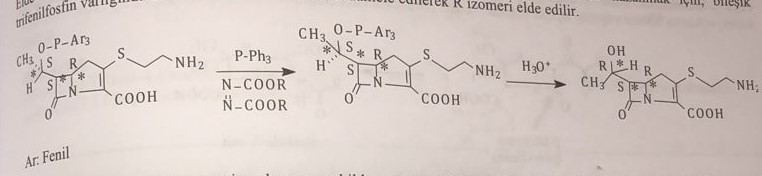 trifenilfosfin
edilerek R izomeri elde edilir.
O-P-Ar₃
CH₃ S R S NH₂
H S * * N COOH
O
P-Ph₃
N-COOR
N-COOR
CH₃ O-P-Ar₃
* S * R S NH₂
H S N COOH
O
H₃O⁺
OH
R * H R S NH₂
CH₃ S * * N COOH
O
Ar: Fenil